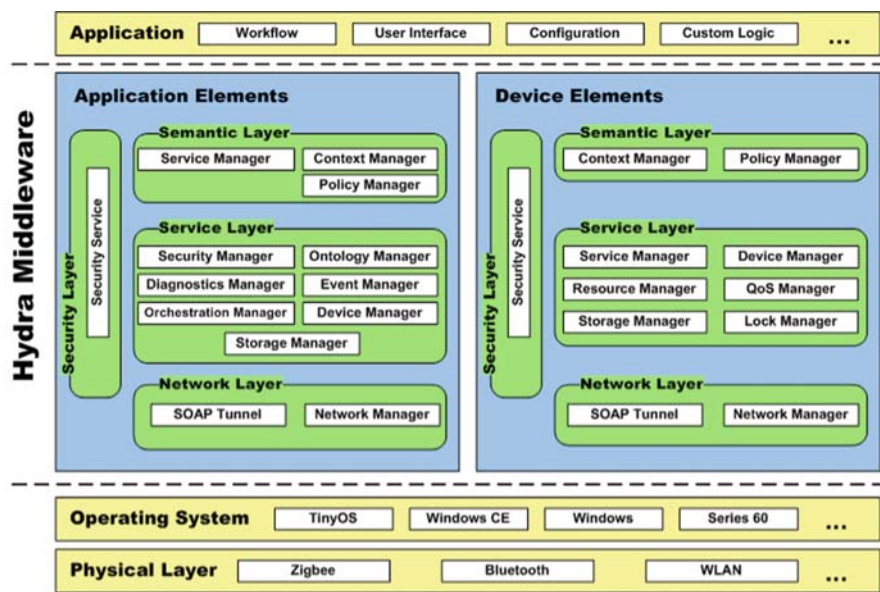 Application
Workflow
User Interface
Configuration
Custom Logic
...
Hydra Middleware
Application Elements
Security Layer
Security Service
Semantic Layer
Service Manager
Context Manager
Policy Manager
Service Layer
Security Manager
Ontology Manager
Diagnostics Manager
Event Manager
Orchestration Manager
Device Manager
Storage Manager
Network Layer
SOAP Tunnel
Network Manager
Device Elements
Security Layer
Security Service
Semantic Layer
Context Manager
Policy Manager
Service Layer
Service Manager
Device Manager
Resource Manager
QoS Manager
Storage Manager
Lock Manager
Network Layer
SOAP Tunnel
Network Manager
Operating System
TinyOS
Windows CE
Windows
Series 60
...
Physical Layer
Zigbee
Bluetooth
WLAN
...